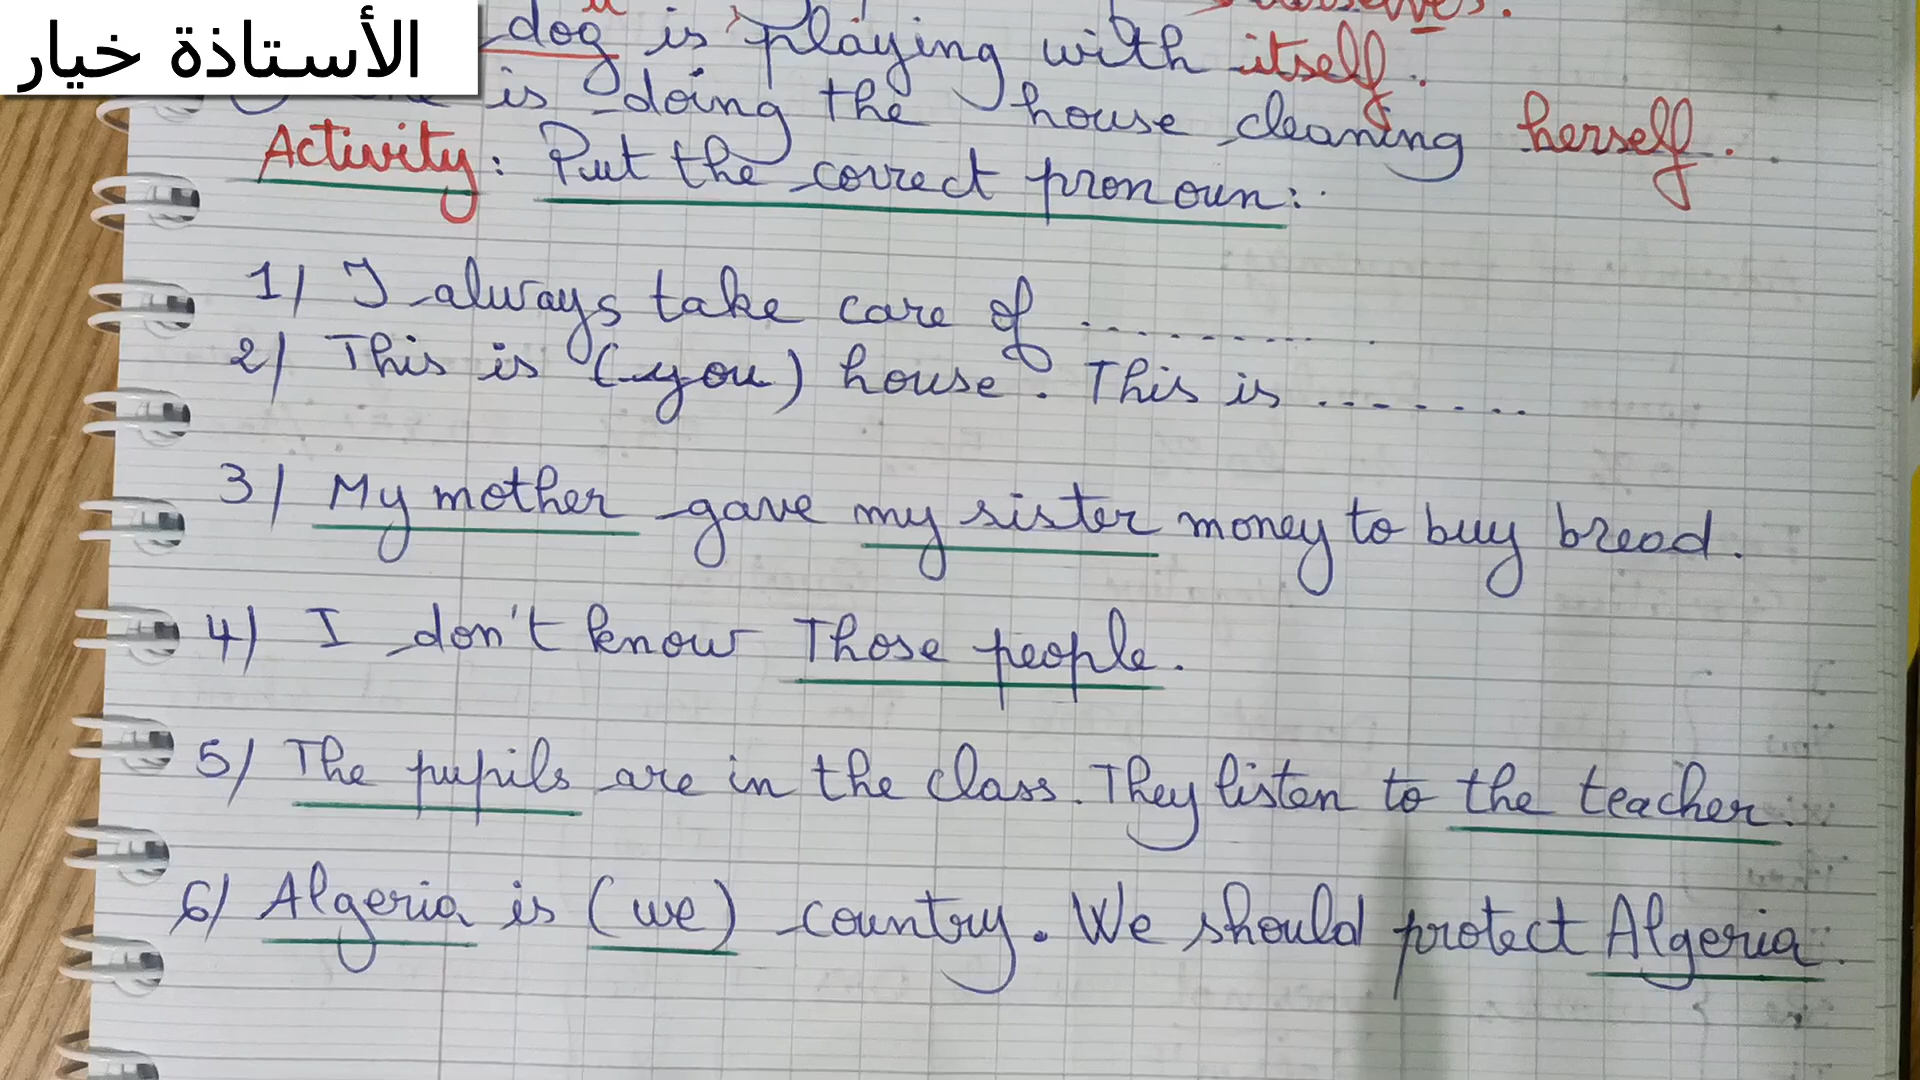 الأستاذة خيار
dog is playing with itself.
is doing the house cleaning herself.
Activity: Put the correct pronoun:
1) I always take care of ..........
2) This is (you) house. This is ........
3) My mother gave my sister money to buy bread.
4) I don't know Those people.
5) The pupils are in the class. They listen to the teacher.
6) Algeria is (we) country. We should protect Algeria.